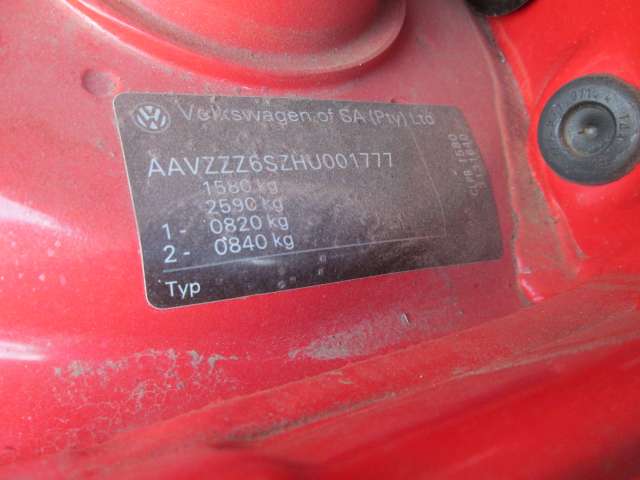 Volkswagen of SA (Pty) Ltd
AAVZZZ6SZHU001777
1580 kg
2590 kg
1 - 0820 kg
2 - 0840 kg
Typ